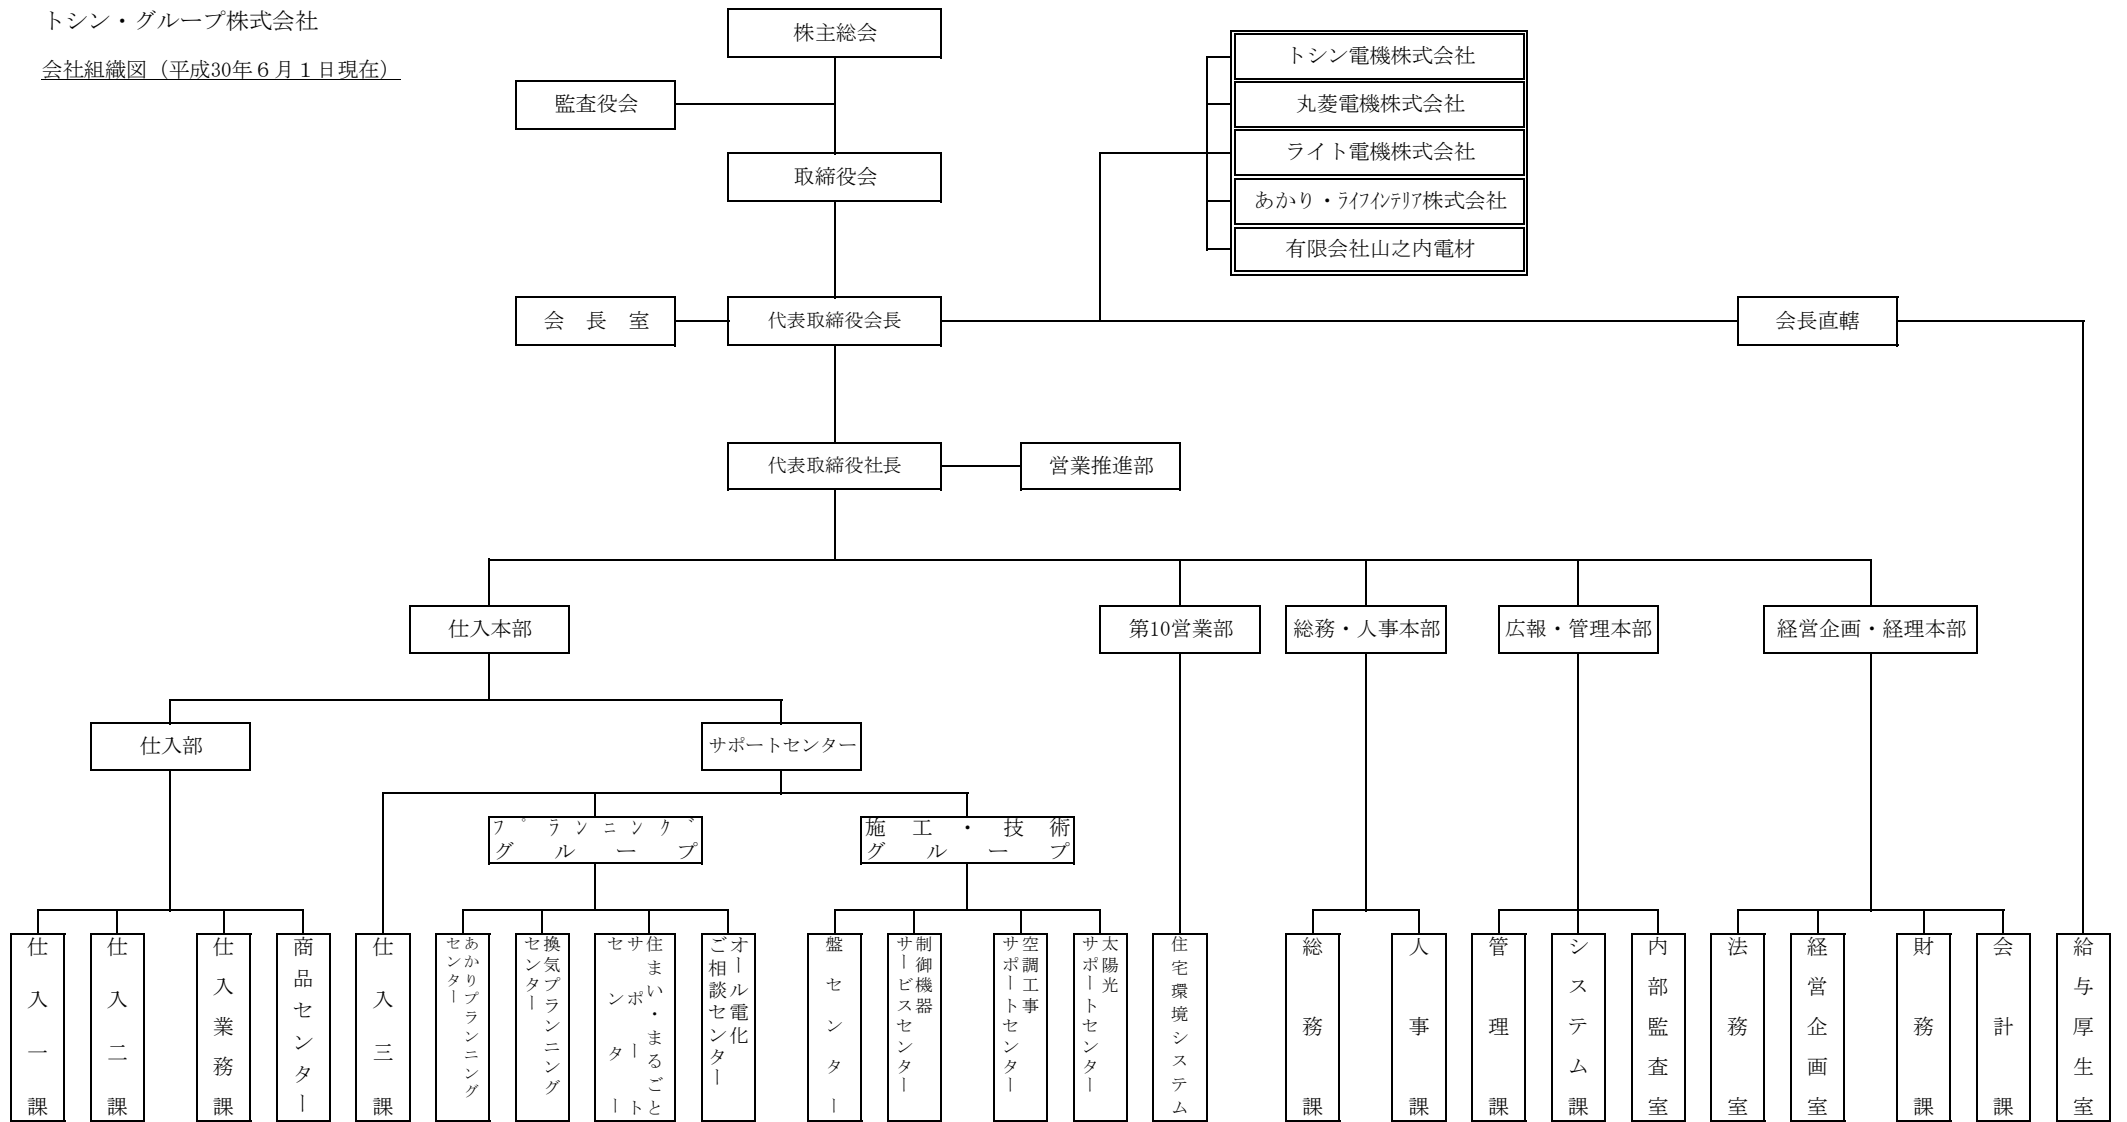 トシン・グループ株式会社
会社組織図（平成30年６月１日現在）
株主総会
監査役会
取締役会
トシン電機株式会社
丸菱電機株式会社
ライト電機株式会社
あかり・ﾗｲﾌｲﾝﾃﾘｱ株式会社
有限会社山之内電材
会　長　室
代表取締役会長
会長直轄
代表取締役社長
営業推進部
仕入本部
第10営業部
総務・人事本部
広報・管理本部
経営企画・経理本部
仕入部
サポートセンター
ﾌﾟﾗﾝﾆﾝｸﾞ
グループ
施工・技術
グループ
仕入一課
仕入二課
仕入業務課
商品センター
仕入三課
あかりプランニング
センター
換気プランニング
センター
住まい・まるごと
サポート
センター
オール電化
ご相談センター
盤センター
制御機器
サービスセンター
空調工事
サポートセンター
太陽光
サポートセンター
住宅環境システム
総務課
人事課
管理課
システム課
内部監査室
法務室
経営企画室
財務課
会計課
給与厚生室